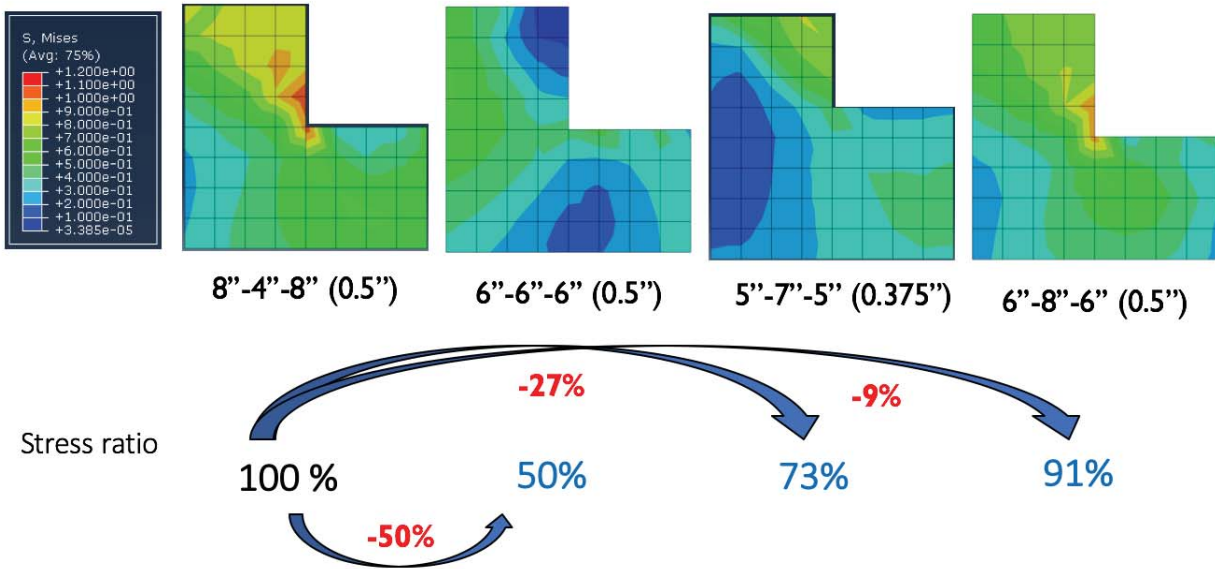 S, Mises
(Avg: 75%)
+1.200e+00
+1.100e+00
+1.000e+00
+9.000e-01
+8.000e-01
+7.000e-01
+6.000e-01
+5.000e-01
+4.000e-01
+3.000e-01
+2.000e-01
+1.000e-01
+3.385e-05
8”-4”-8” (0.5”)
6”-6”-6” (0.5”)
5”-7”-5” (0.375”)
6”-8”-6” (0.5”)
-27%
-9%
Stress ratio
100 %
50%
73%
91%
-50%